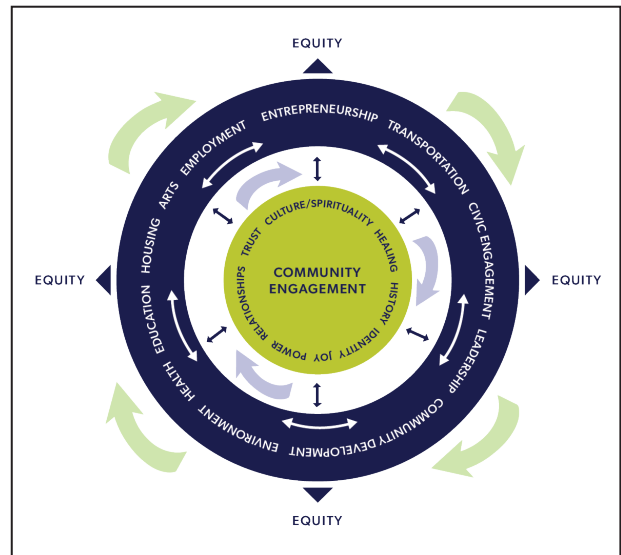 EQUITY
ENTREPRENEURSHIP
TRANSPORTATION
CIVIC ENGAGEMENT
LEADERSHIP
COMMUNITY DEVELOPMENT
ENVIRONMENT
HEALTH
EDUCATION
HOUSING
ARTS
EMPLOYMENT
CULTURE/SPIRITUALITY
HEALING
HISTORY
IDENTITY
JOY
POWER
RELATIONSHIPS
TRUST
COMMUNITY
ENGAGEMENT
EQUITY
EQUITY
EQUITY